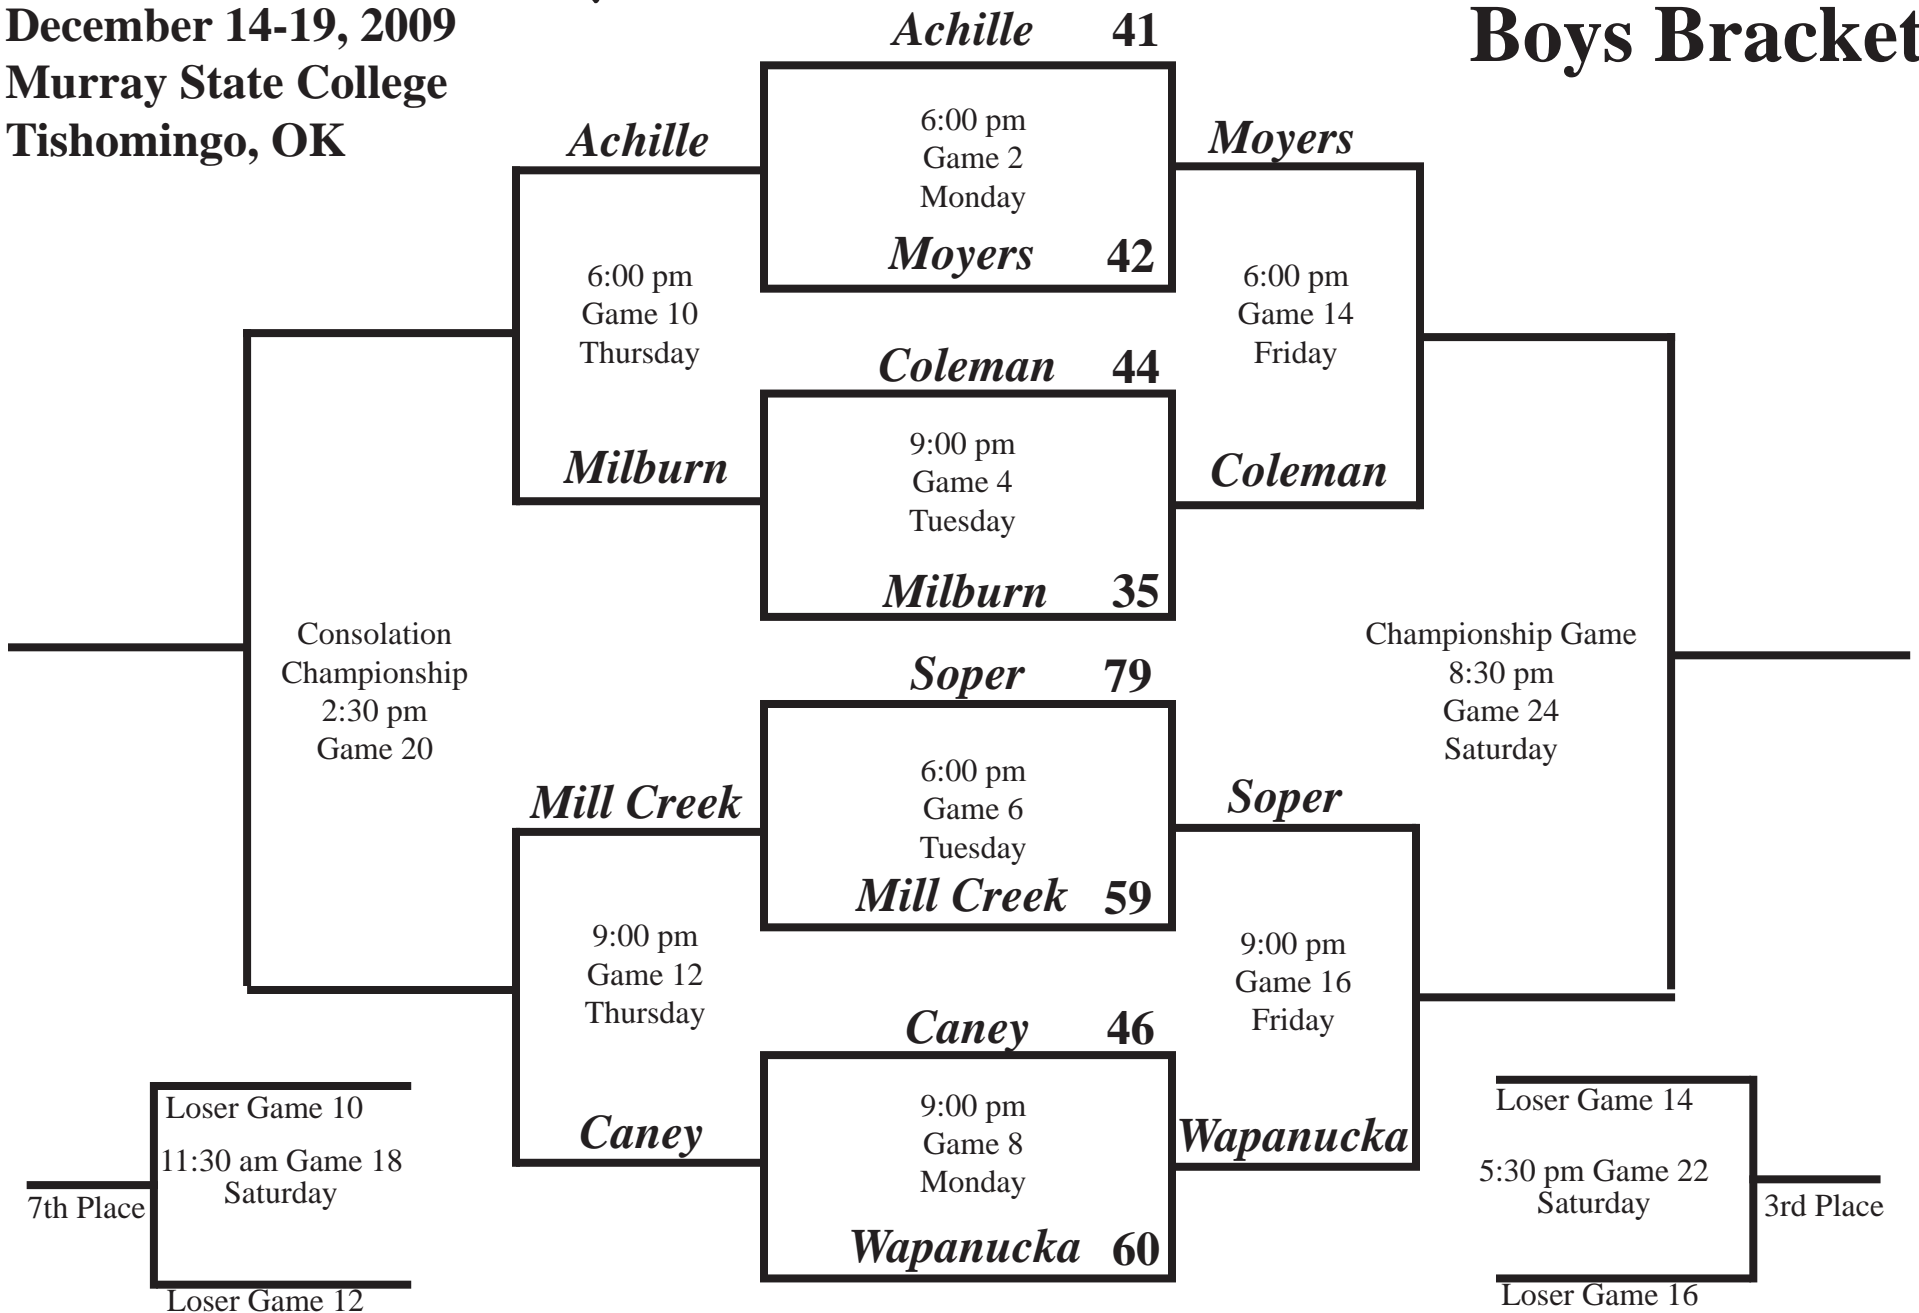 December 14-19, 2009
Murray State College
Tishomingo, OK
Boys Bracket
Achille 41
6:00 pm
Game 2
Monday
Moyers 42
Coleman 44
9:00 pm
Game 4
Tuesday
Milburn 35
Soper 79
6:00 pm
Game 6
Tuesday
Mill Creek 59
Caney 46
9:00 pm
Game 8
Monday
Wapanucka 60
Achille
6:00 pm
Game 10
Thursday
Milburn
Mill Creek
9:00 pm
Game 12
Thursday
Caney
Consolation
Championship
2:30 pm
Game 20
Loser Game 10
11:30 am Game 18
Saturday
7th Place
Loser Game 12
Moyers
6:00 pm
Game 14
Friday
Coleman
Soper
9:00 pm
Game 16
Friday
Wapanucka
Championship Game
8:30 pm
Game 24
Saturday
Loser Game 14
5:30 pm Game 22
Saturday
3rd Place
Loser Game 16